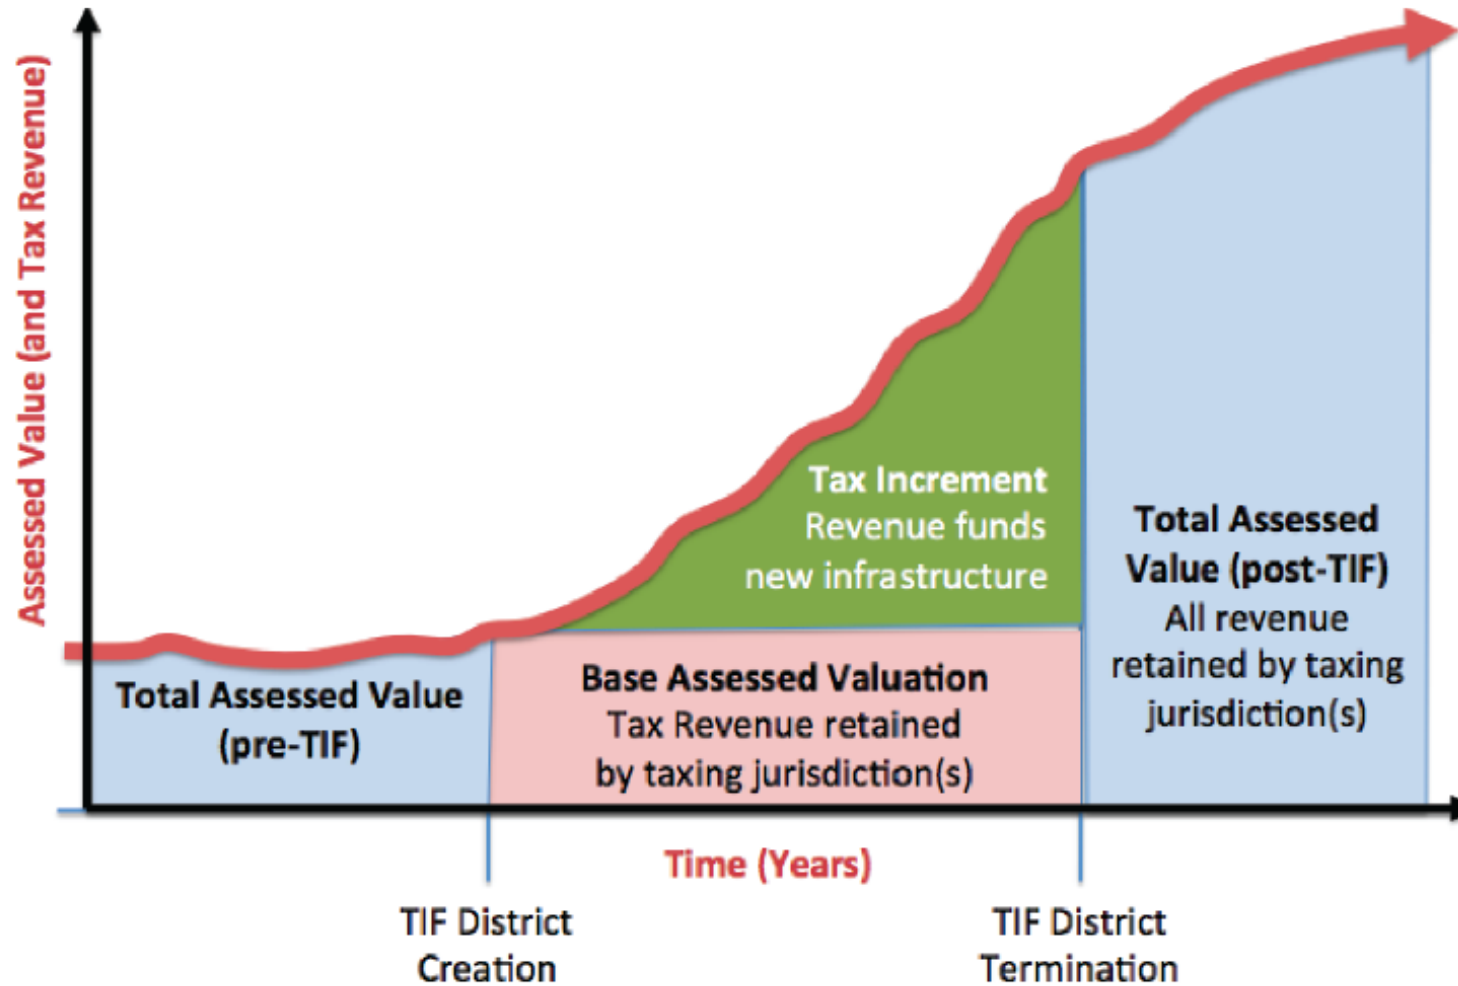 Assessed Value (and Tax Revenue)
Tax Increment
Revenue funds
new infrastructure
Total Assessed
Value (post-TIF)
All revenue
retained by taxing
jurisdiction(s)
Total Assessed Value
(pre-TIF)
Base Assessed Valuation
Tax Revenue retained
by taxing jurisdiction(s)
Time (Years)
TIF District
Creation
TIF District
Termination